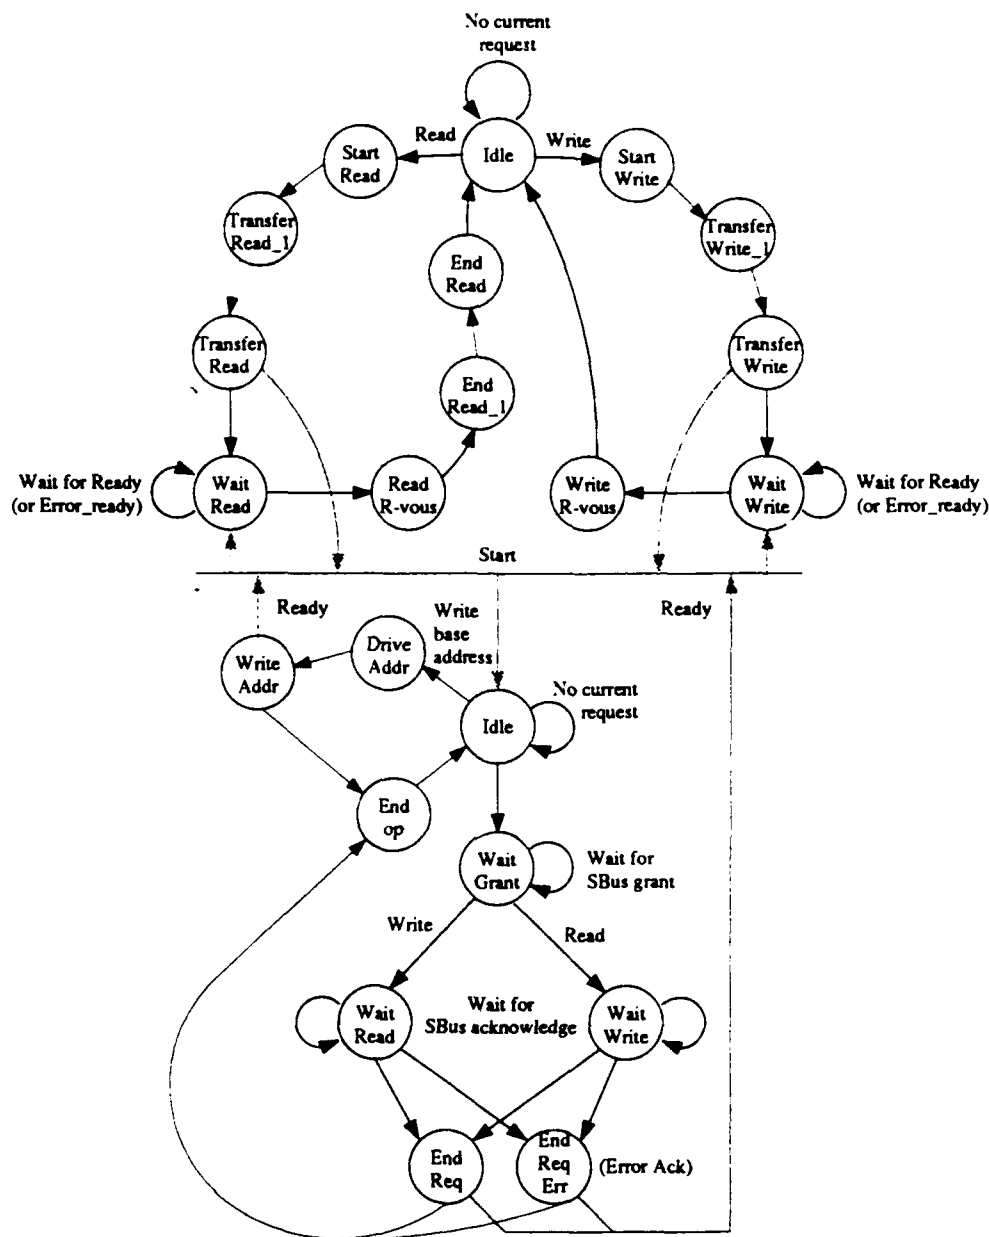 No current
request
Read
Idle
Write
Start
Read
Start
Write
Transfer
Read_1
Transfer
Write_1
End
Read
Transfer
Read
Transfer
Write
End
Read_1
Wait for Ready
(or Error_ready)
Wait
Read
Read
R-vous
Write
R-vous
Wait
Write
Wait for Ready
(or Error_ready)
Start
Ready
Ready
Write
base
address
Drive
Addr
Write
Addr
Idle
No current
request
End
op
Wait
Grant
Wait for
SBus grant
Write
Read
Wait
Read
Wait for
SBus acknowledge
Wait
Write
End
Req
End
Req
Err
(Error Ack)